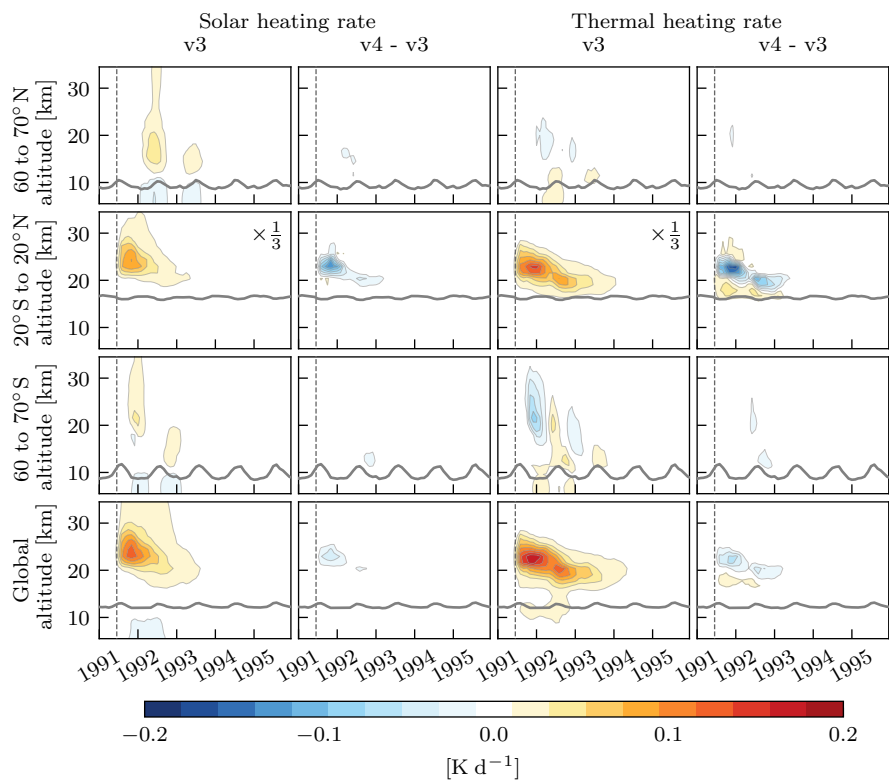 Solar heating rate Thermal heating rate
v3 v4 - v3 v3 v4 - v3
60 to 70°N
altitude [km]
30
20
10
20°S to 20°N
altitude [km]
30
20
10
× 1/3 × 1/3
60 to 70°S
altitude [km]
30
20
10
Global
altitude [km]
30
20
10
1991 1992 1993 1994 1995 1991 1992 1993 1994 1995 1991 1992 1993 1994 1995 1991 1992 1993 1994 1995
−0.2 −0.1 0.0 0.1 0.2
[K d⁻¹]